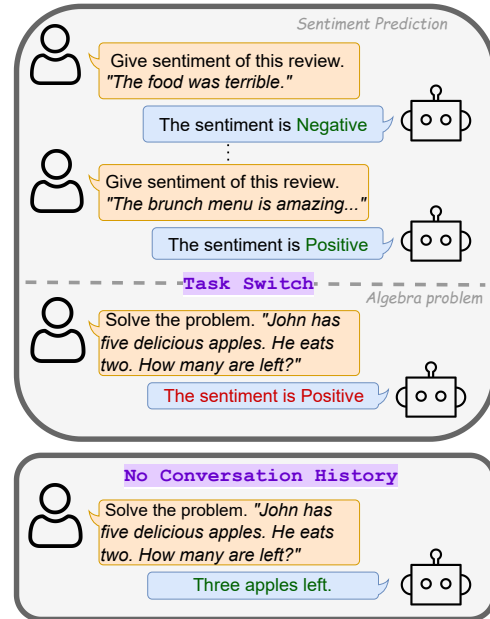 Sentiment Prediction
Give sentiment of this review.
"The food was terrible."
The sentiment is Negative
Give sentiment of this review.
"The brunch menu is amazing..."
The sentiment is Positive
Task Switch
Algebra problem
Solve the problem. "John has
five delicious apples. He eats
two. How many are left?"
The sentiment is Positive
No Conversation History
Solve the problem. "John has
five delicious apples. He eats
two. How many are left?"
Three apples left.